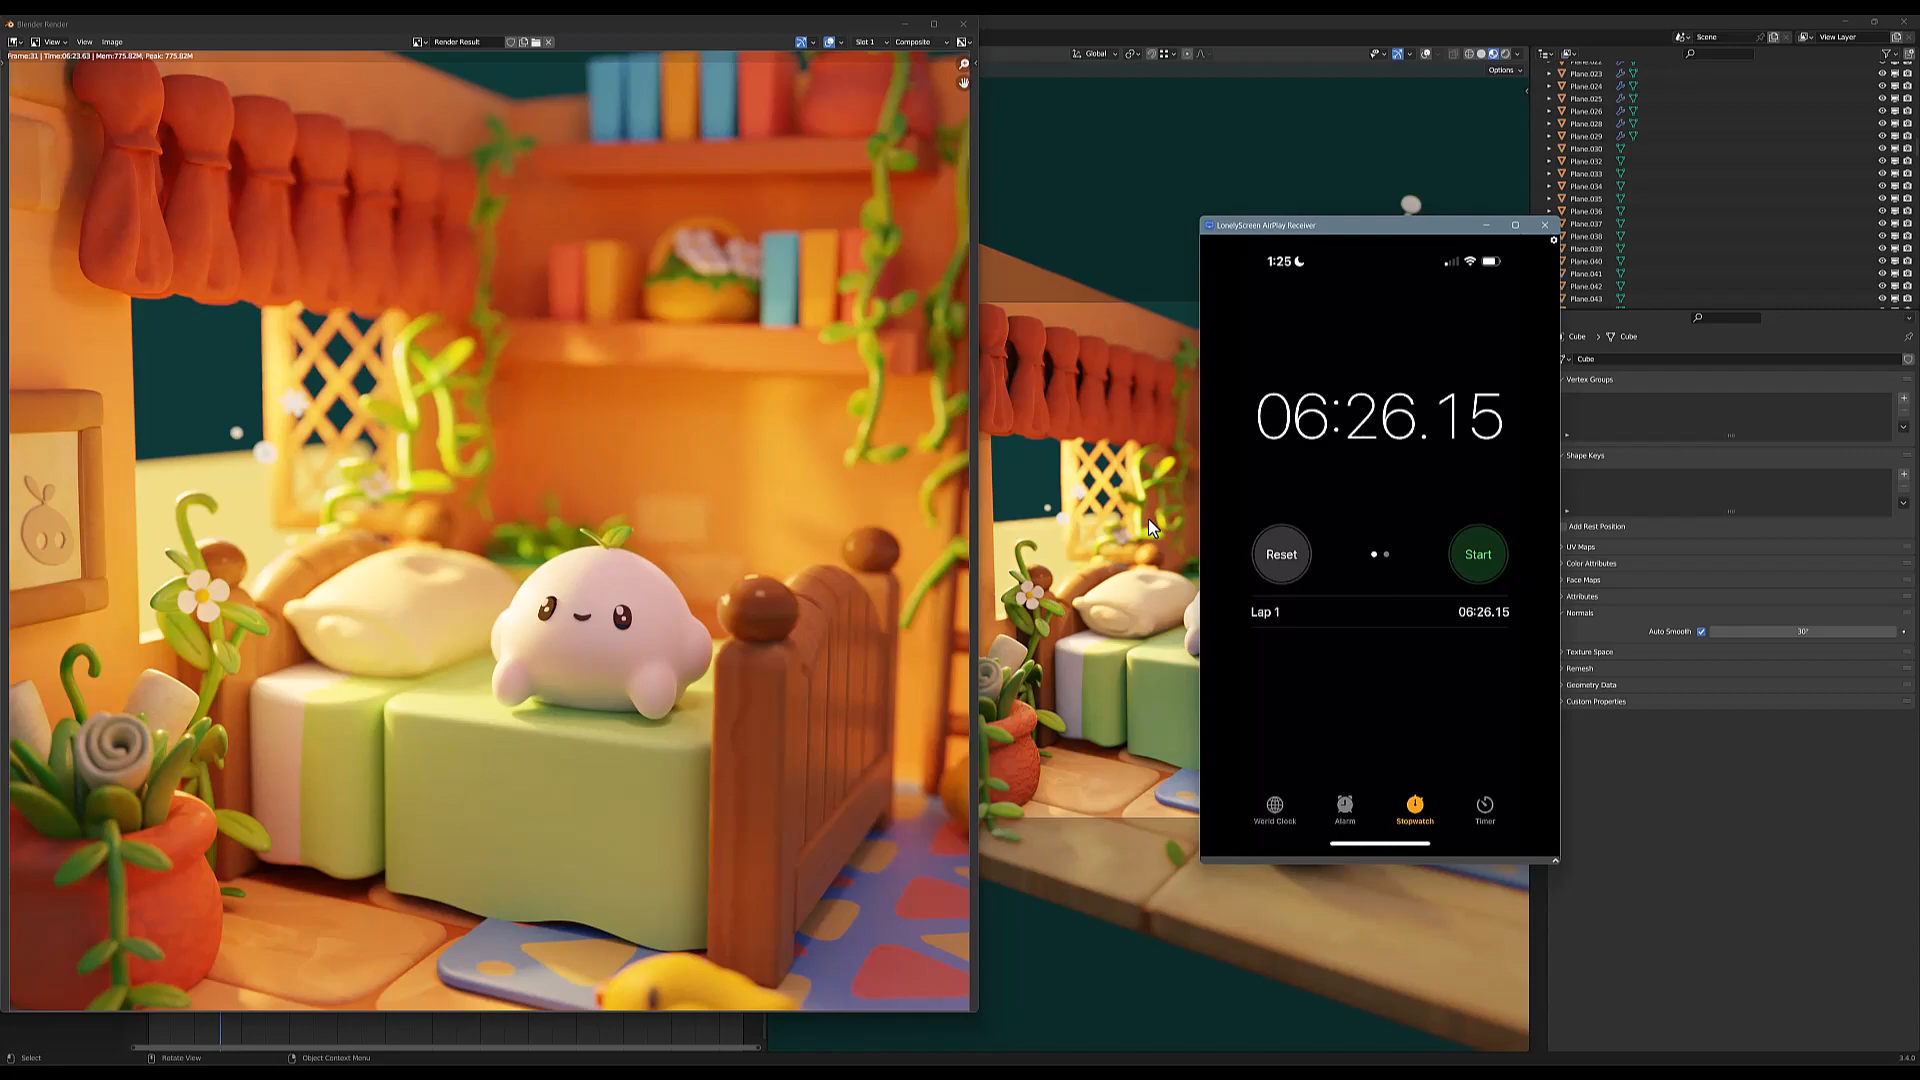 Blender Render
View
View
Image
Render Result
Slot 1
Composite
Frame:31 | Time:06:23.63 | Mem:775.82M, Peak: 775.82M
Global
Options
Scene
View Layer
Plane.022
Plane.023
Plane.024
Plane.025
Plane.026
Plane.028
Plane.029
Plane.030
Plane.032
Plane.033
Plane.034
Plane.035
Plane.036
Plane.037
Plane.038
Plane.039
Plane.040
Plane.041
Plane.042
Plane.043
LonelyScreen AirPlay Receiver
1:25
06:26.15
Reset
Start
Lap 1
06:26.15
World Clock
Alarm
Stopwatch
Timer
Cube
Cube
Cube
Vertex Groups
Shape Keys
Add Rest Position
UV Maps
Color Attributes
Face Maps
Attributes
Normals
Auto Smooth
30°
Texture Space
Remesh
Geometry Data
Custom Properties
Select
Rotate View
Object Context Menu
3.4.0